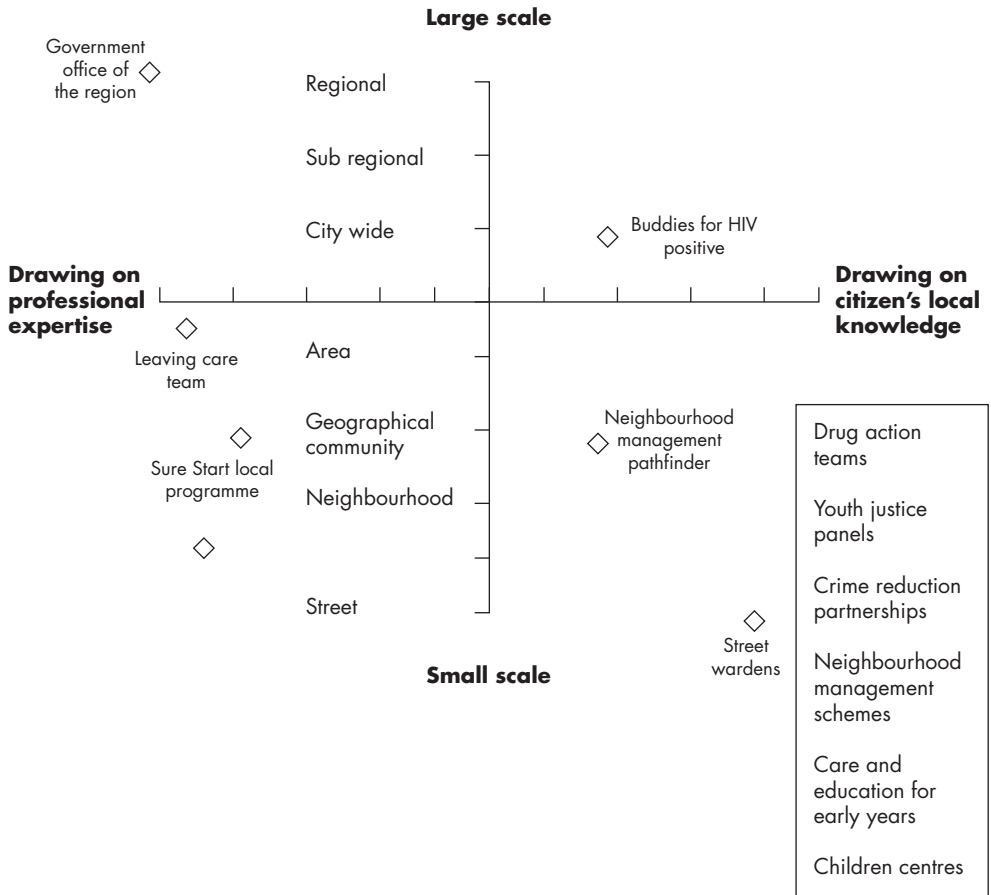 Large scale
Government
office of
the region
Regional
Sub regional
City wide
Buddies for HIV
positive
Drawing on
professional
expertise
Drawing on
citizen's local
knowledge
Leaving care
team
Area
Geographical
community
Neighbourhood
management
pathfinder
Sure Start local
programme
Neighbourhood
Street
Street
wardens
Small scale
Drug action
teams
Youth justice
panels
Crime reduction
partnerships
Neighbourhood
management
schemes
Care and
education for
early years
Children centres